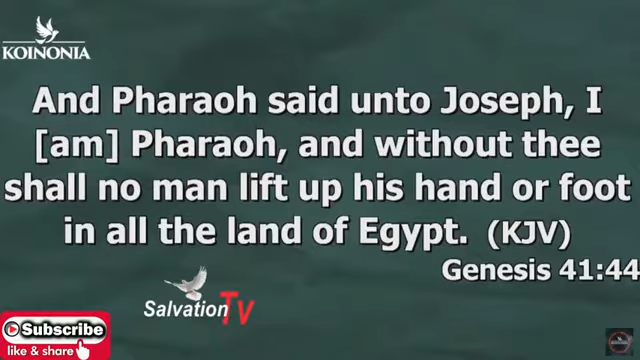 KOINONIA
And Pharaoh said unto Joseph, I
[am] Pharaoh, and without thee
shall no man lift up his hand or foot
in all the land of Egypt. (KJV)
Genesis 41:44
Salvation TV
Subscribe
like & share